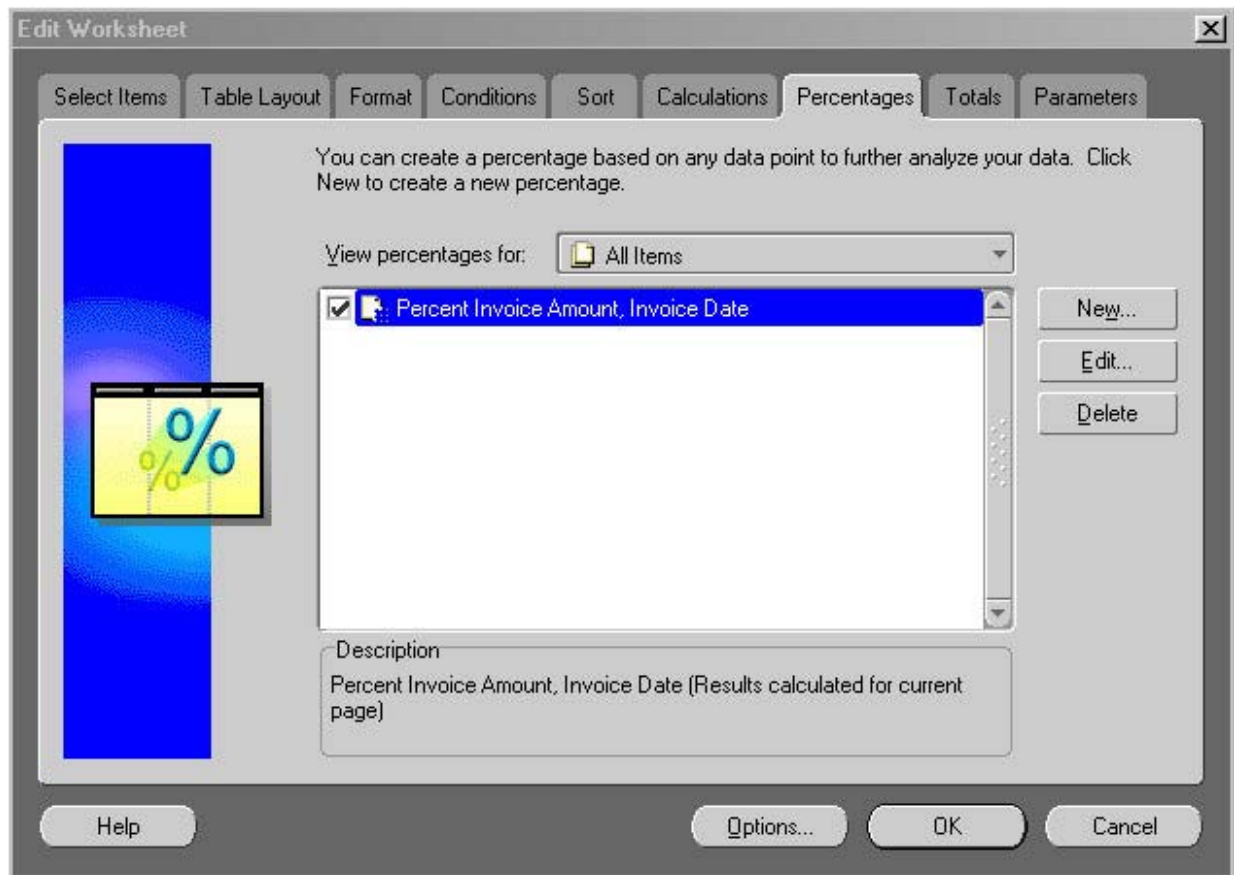 Edit Worksheet
Select Items Table Layout Format Conditions Sort Calculations Percentages Totals Parameters
You can create a percentage based on any data point to further analyze your data. Click
New to create a new percentage.
View percentages for: All Items
Percent Invoice Amount, Invoice Date
New...
Edit...
Delete
% %
Description
Percent Invoice Amount, Invoice Date (Results calculated for current
page)
Help Options... OK Cancel